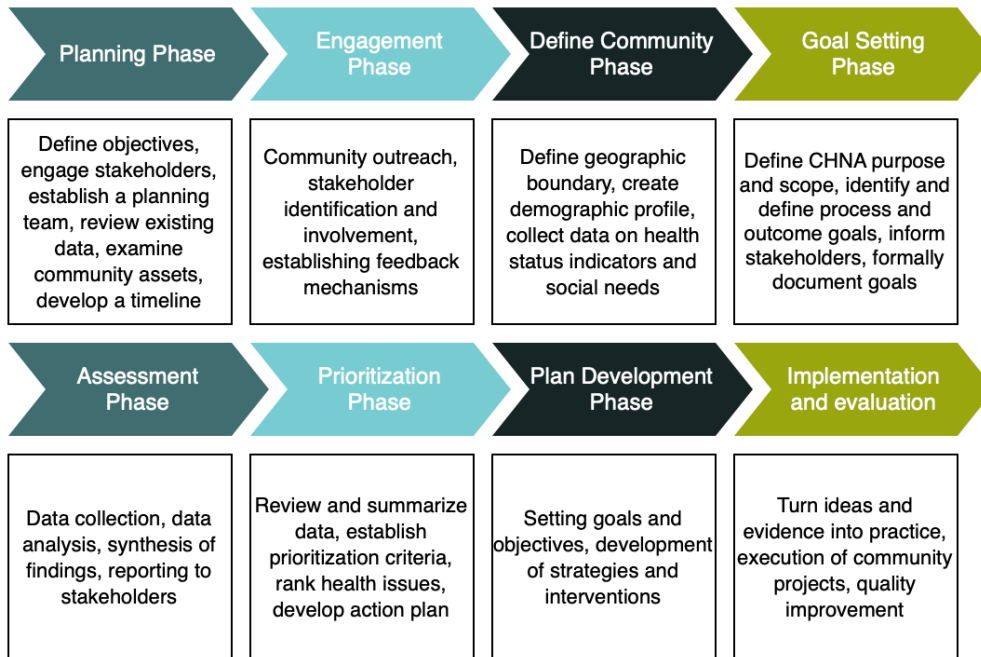 Planning Phase
Engagement
Phase
Define Community
Phase
Goal Setting
Phase
Define objectives,
engage stakeholders,
establish a planning
team, review existing
data, examine
community assets,
develop a timeline
Community outreach,
stakeholder
identification and
involvement,
establishing feedback
mechanisms
Define geographic
boundary, create
demographic profile,
collect data on health
status indicators and
social needs
Define CHNA purpose
and scope, identify and
define process and
outcome goals, inform
stakeholders, formally
document goals
Assessment
Phase
Prioritization
Phase
Plan Development
Phase
Implementation
and evaluation
Data collection, data
analysis, synthesis of
findings, reporting to
stakeholders
Review and summarize
data, establish
prioritization criteria,
rank health issues,
develop action plan
Setting goals and
objectives, development
of strategies and
interventions
Turn ideas and
evidence into practice,
execution of community
projects, quality
improvement